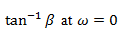 tan⁻¹ β at ω = 0